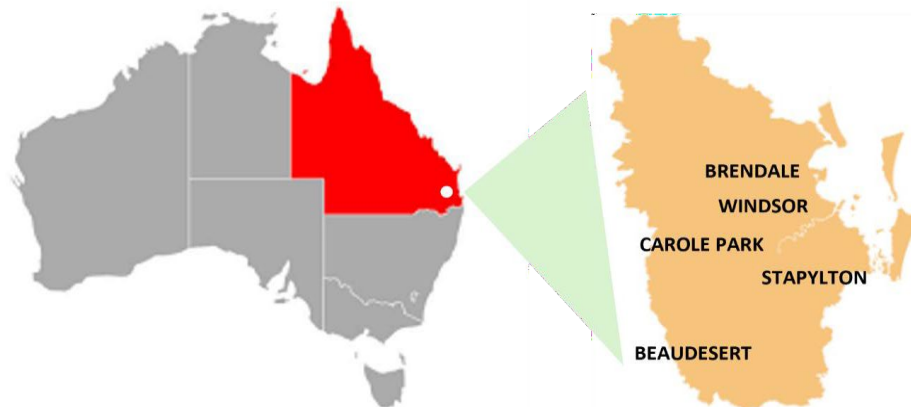 BRENDALE
WINDSOR
CAROLE PARK
STAPYLTON
BEAUDESERT